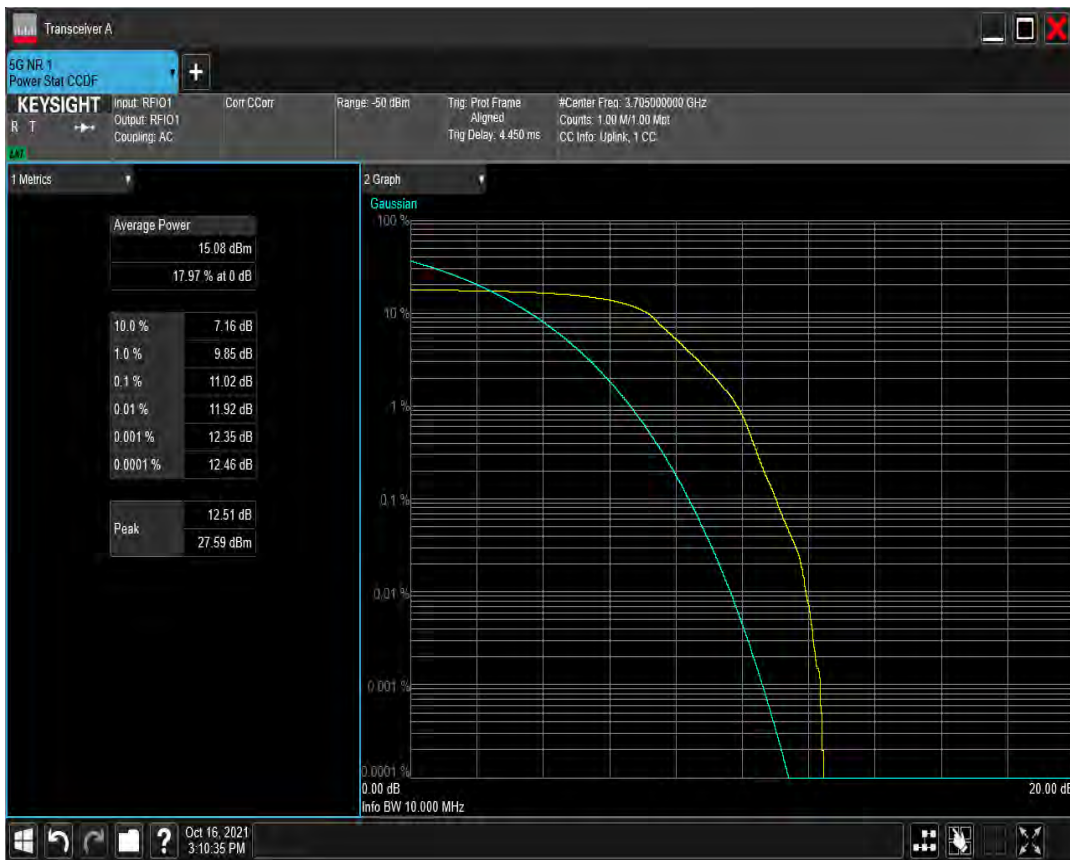 Transceiver A
5G NR 1
Power Stat CCDF
+
KEYSIGHT
R T
Input: RFIO1
Output: RFIO1
Coupling: AC
Corr CCorr
Range: -50 dBm
Trig: Prot Frame
Aligned
Trig Delay: 4.450 ms
#Center Freq: 3.705000000 GHz
Counts: 1.00 M/1.00 Mpt
CC Info: Uplink, 1 CC
1 Metrics
Average Power
15.08 dBm
17.97 % at 0 dB
10.0 % 7.16 dB
1.0 % 9.85 dB
0.1 % 11.02 dB
0.01 % 11.92 dB
0.001 % 12.35 dB
0.0001 % 12.46 dB
Peak
12.51 dB
27.59 dBm
2 Graph
Gaussian
100 %
10 %
1 %
0.1 %
0.01 %
0.001 %
0.0001 %
0.00 dB 20.00 dB
Info BW 10.000 MHz
?
Oct 16, 2021
3:10:35 PM